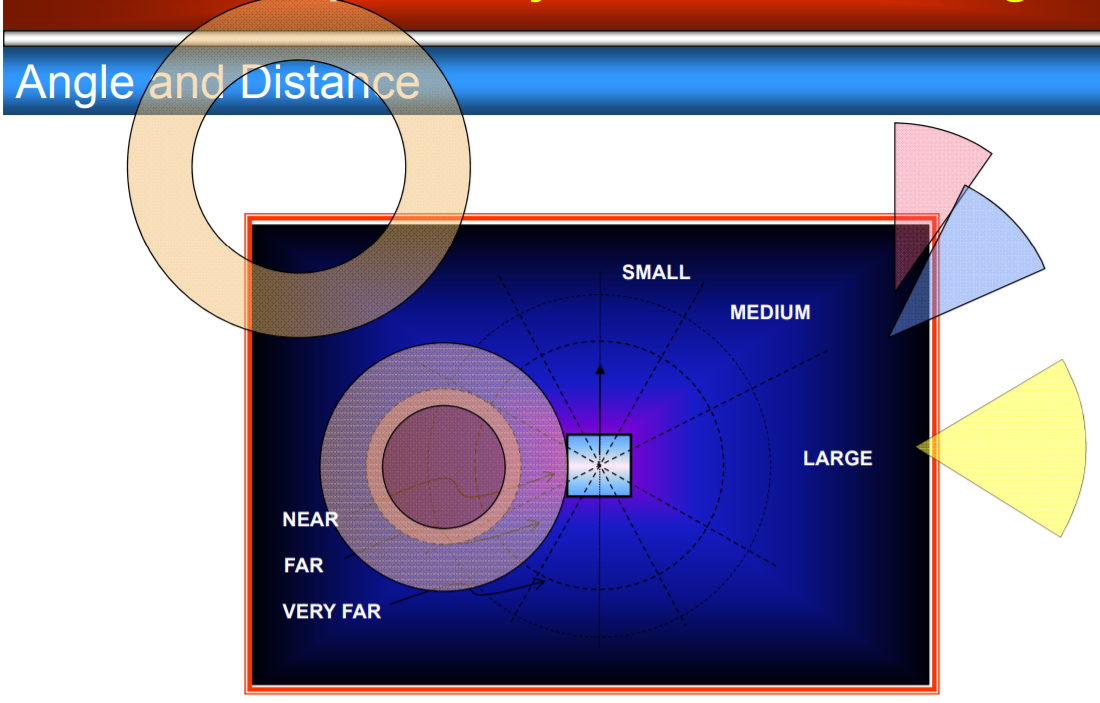 Angle and Distance
SMALL
MEDIUM
LARGE
NEAR
FAR
VERY FAR